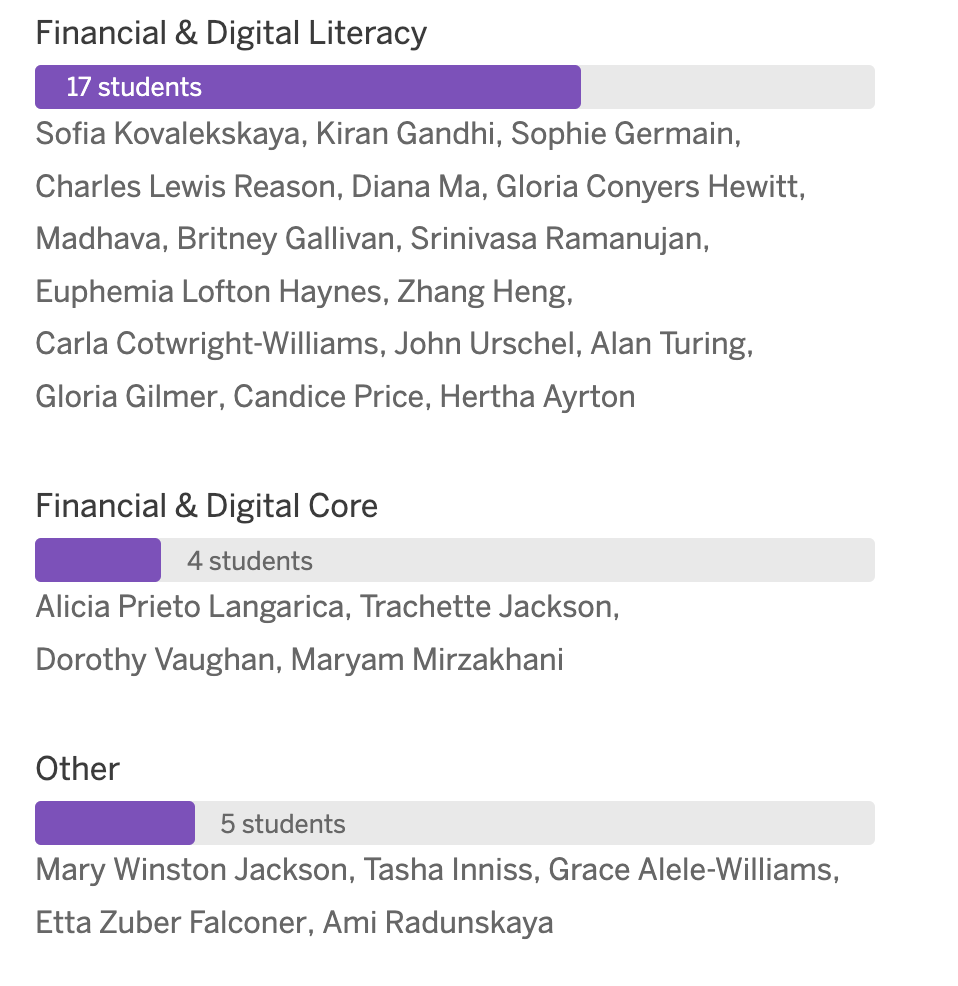 Financial & Digital Literacy
17 students
Sofia Kovalekskaya, Kiran Gandhi, Sophie Germain,
Charles Lewis Reason, Diana Ma, Gloria Conyers Hewitt,
Madhava, Britney Gallivan, Srinivasa Ramanujan,
Euphemia Lofton Haynes, Zhang Heng,
Carla Cotwright-Williams, John Urschel, Alan Turing,
Gloria Gilmer, Candice Price, Hertha Ayrton
Financial & Digital Core
4 students
Alicia Prieto Langarica, Trachette Jackson,
Dorothy Vaughan, Maryam Mirzakhani
Other
5 students
Mary Winston Jackson, Tasha Inniss, Grace Alele-Williams,
Etta Zuber Falconer, Ami Radunskaya